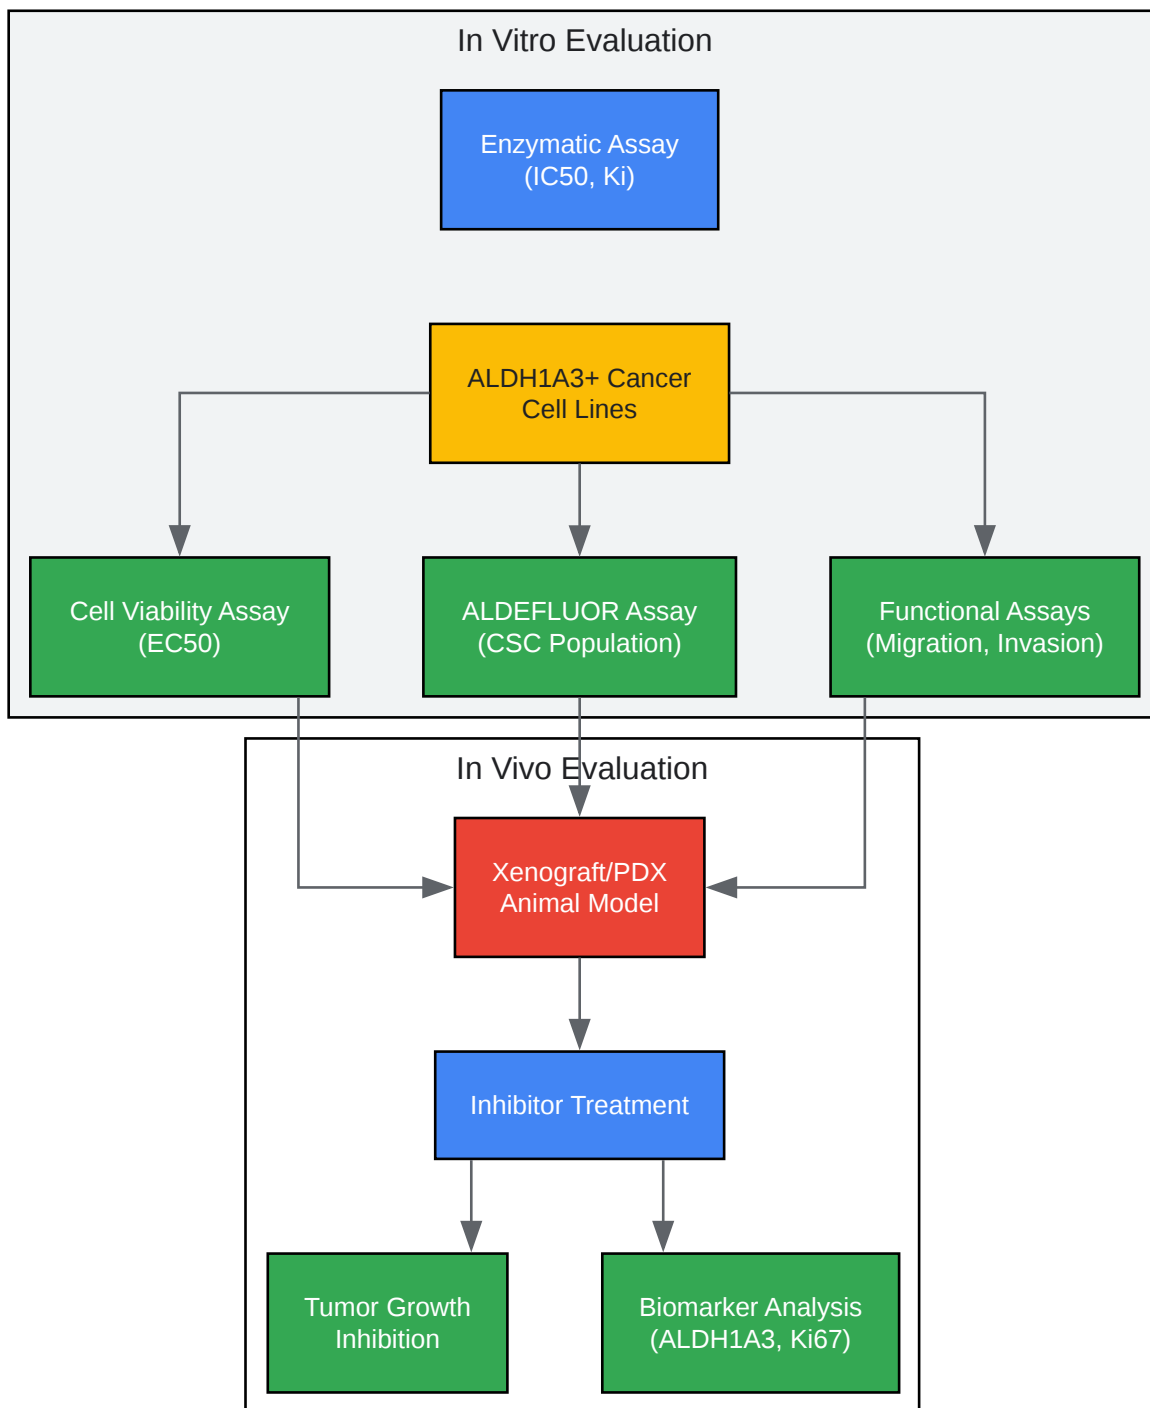 In Vitro Evaluation
Enzymatic Assay
(IC50, Ki)
ALDH1A3+ Cancer
Cell Lines
Cell Viability Assay
(EC50)
ALDEFLUOR Assay
(CSC Population)
Functional Assays
(Migration, Invasion)
In Vivo Evaluation
Xenograft/PDX
Animal Model
Inhibitor Treatment
Tumor Growth
Inhibition
Biomarker Analysis
(ALDH1A3, Ki67)